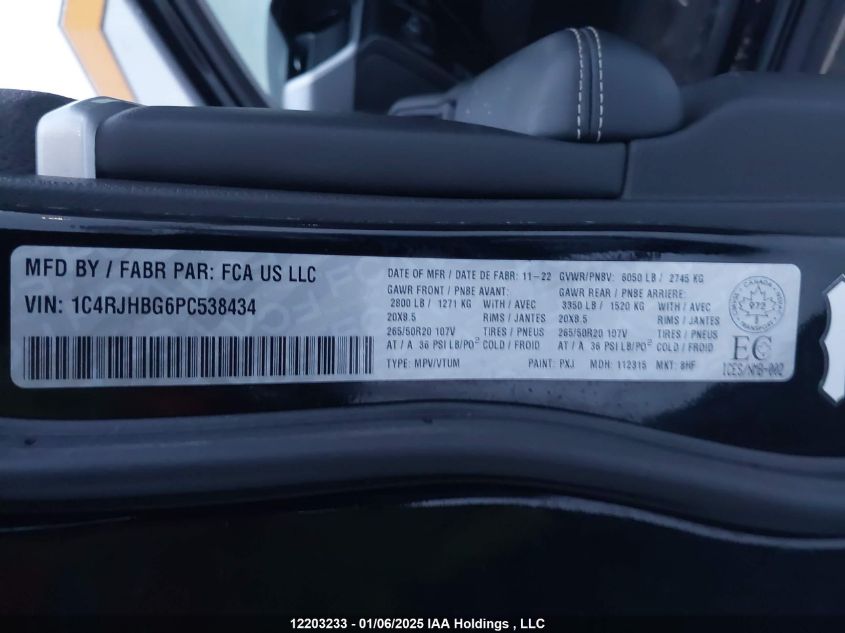 MFD BY / FABR PAR: FCA US LLC
VIN: 1C4RJHBG6PC538434
DATE OF MFR / DATE DE FABR: 11-22 GVWR/PNBV: 6050 LB / 2745 KG
GAWR FRONT / PNBE AVANT: GAWR REAR / PNBE ARRIERE:
2800 LB / 1271 KG WITH / AVEC 3350 LB / 1520 KG WITH / AVEC
20X8.5 RIMS / JANTES 20X8.5 RIMS / JANTES
265/50R20 107V TIRES / PNEUS 265/50R20 107V TIRES / PNEUS
AT / A 36 PSI LB/PO² COLD / FROID AT / A 36 PSI LB/PO² COLD / FROID
TYPE: MPV/VTUM PAINT: PXJ MDH: 112315 MKT: 8HF
CANADA
1972
TRANSPORT
EC
ICES/NMB-002
12203233 - 01/06/2025 IAA Holdings , LLC